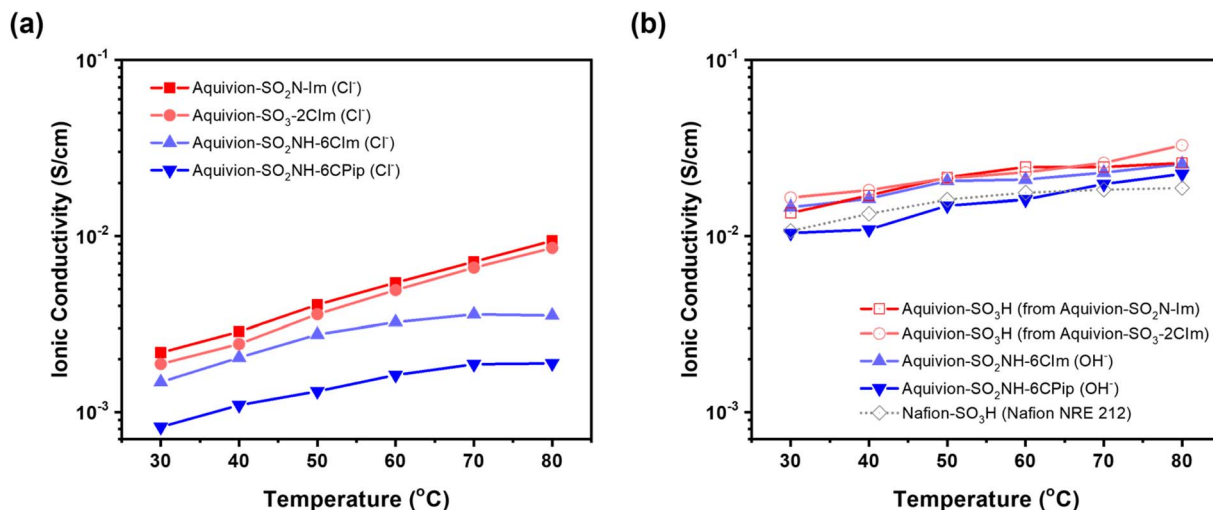 (a)
Ionic Conductivity (S/cm)
10⁻¹
10⁻²
10⁻³
Aquivion-SO₂N-Im (Cl⁻)
Aquivion-SO₃-2CIm (Cl⁻)
Aquivion-SO₂NH-6CIm (Cl⁻)
Aquivion-SO₂NH-6CPip (Cl⁻)
30 40 50 60 70 80
Temperature (°C)
(b)
Ionic Conductivity (S/cm)
10⁻¹
10⁻²
10⁻³
Aquivion-SO₃H (from Aquivion-SO₂N-Im)
Aquivion-SO₃H (from Aquivion-SO₃-2CIm)
Aquivion-SO₂NH-6CIm (OH⁻)
Aquivion-SO₂NH-6CPip (OH⁻)
Nafion-SO₃H (Nafion NRE 212)
30 40 50 60 70 80
Temperature (°C)